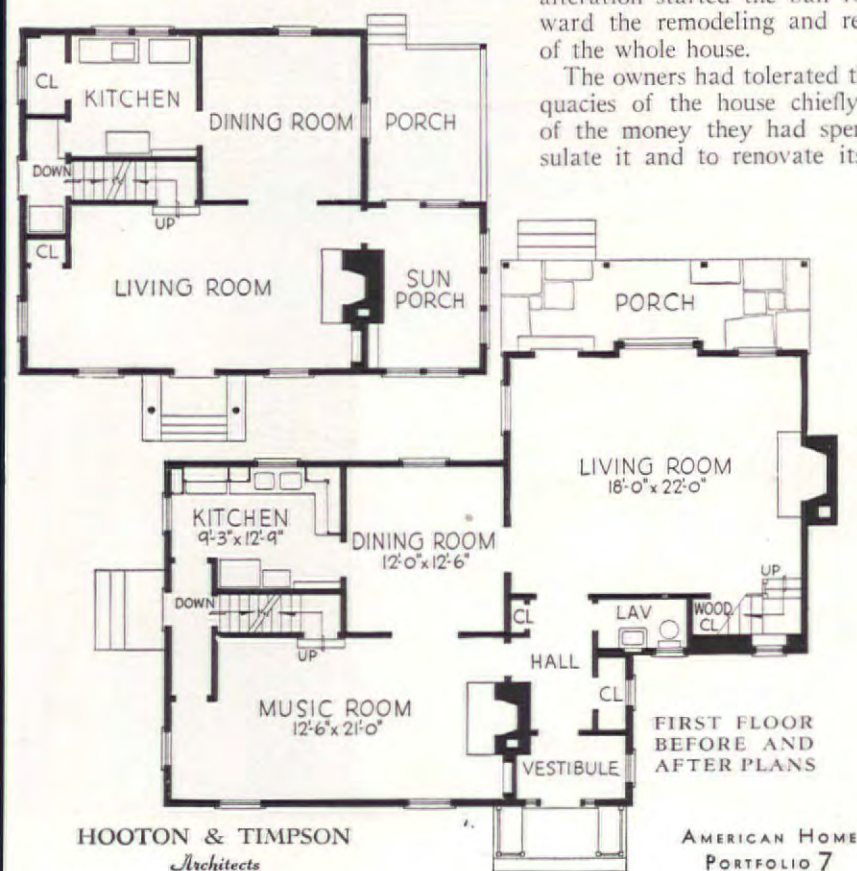 alteration started the ball
ward the remodeling and re
of the whole house.
The owners had tolerated t
quacies of the house chiefly
of the money they had spen
sulate it and to renovate its
CL
KITCHEN
DINING ROOM
PORCH
DOWN
UP
CL
LIVING ROOM
SUN
PORCH
PORCH
LIVING ROOM
18'-0" x 22'-0"
KITCHEN
9'-3" x 12'-9"
DINING ROOM
12'-0" x 12'-6"
UP
DOWN
CL
LAV
WOOD
CL
UP
HALL
MUSIC ROOM
12'-6" x 21'-0"
CL
VESTIBULE
FIRST FLOOR
BEFORE AND
AFTER PLANS
HOOTON & TIMPSON
Architects
AMERICAN HOME
PORTFOLIO 7